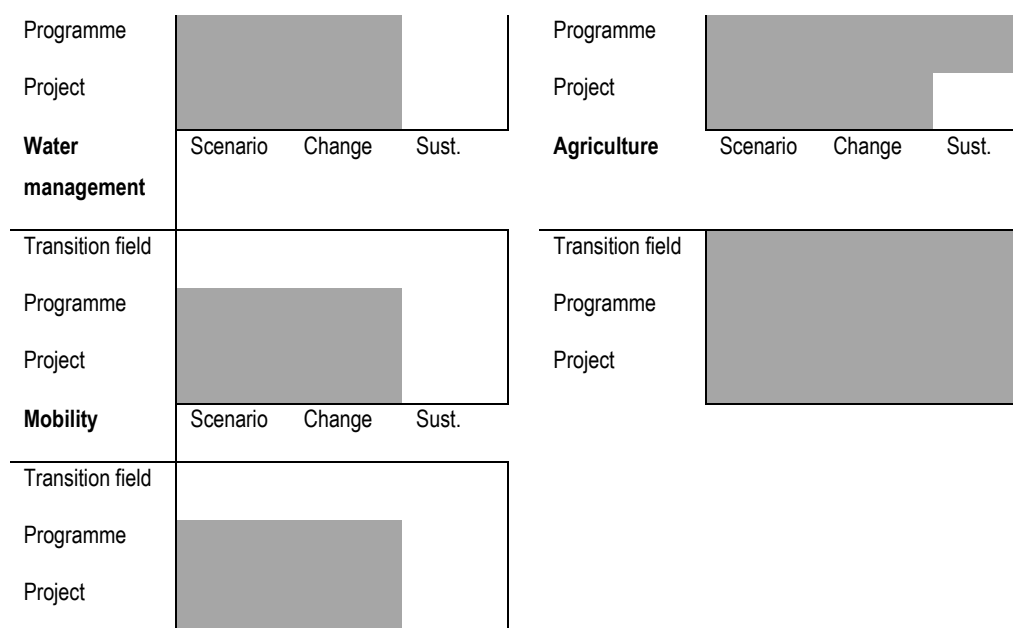 Programme Programme
Project Project
Water Scenario Change Sust. Agriculture Scenario Change Sust.
management
Transition field Transition field
Programme Programme
Project Project
Mobility Scenario Change Sust.
Transition field
Programme
Project